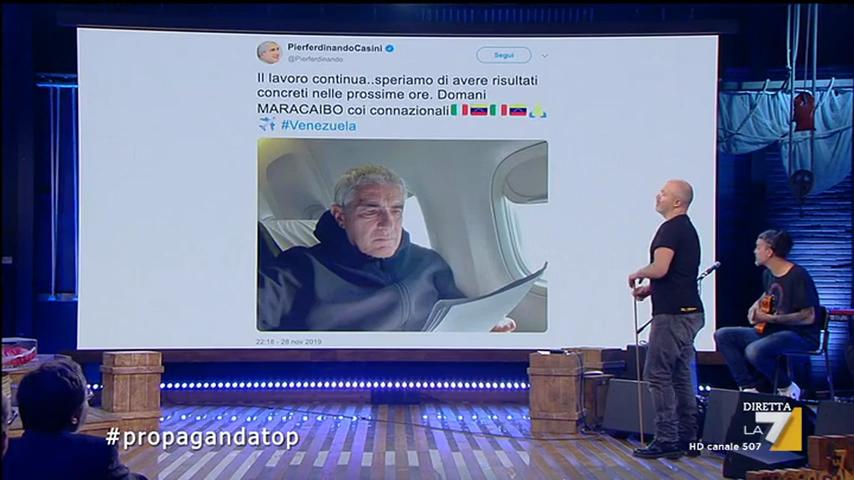 PierferdinandoCasini
@Pierferdinando
Segui
Il lavoro continua..speriamo di avere risultati
concreti nelle prossime ore. Domani
MARACAIBO coi connazionali
#Venezuela
22:18 - 28 nov 2019
#propagandatop
DIRETTA
LA 7
HD canale 507